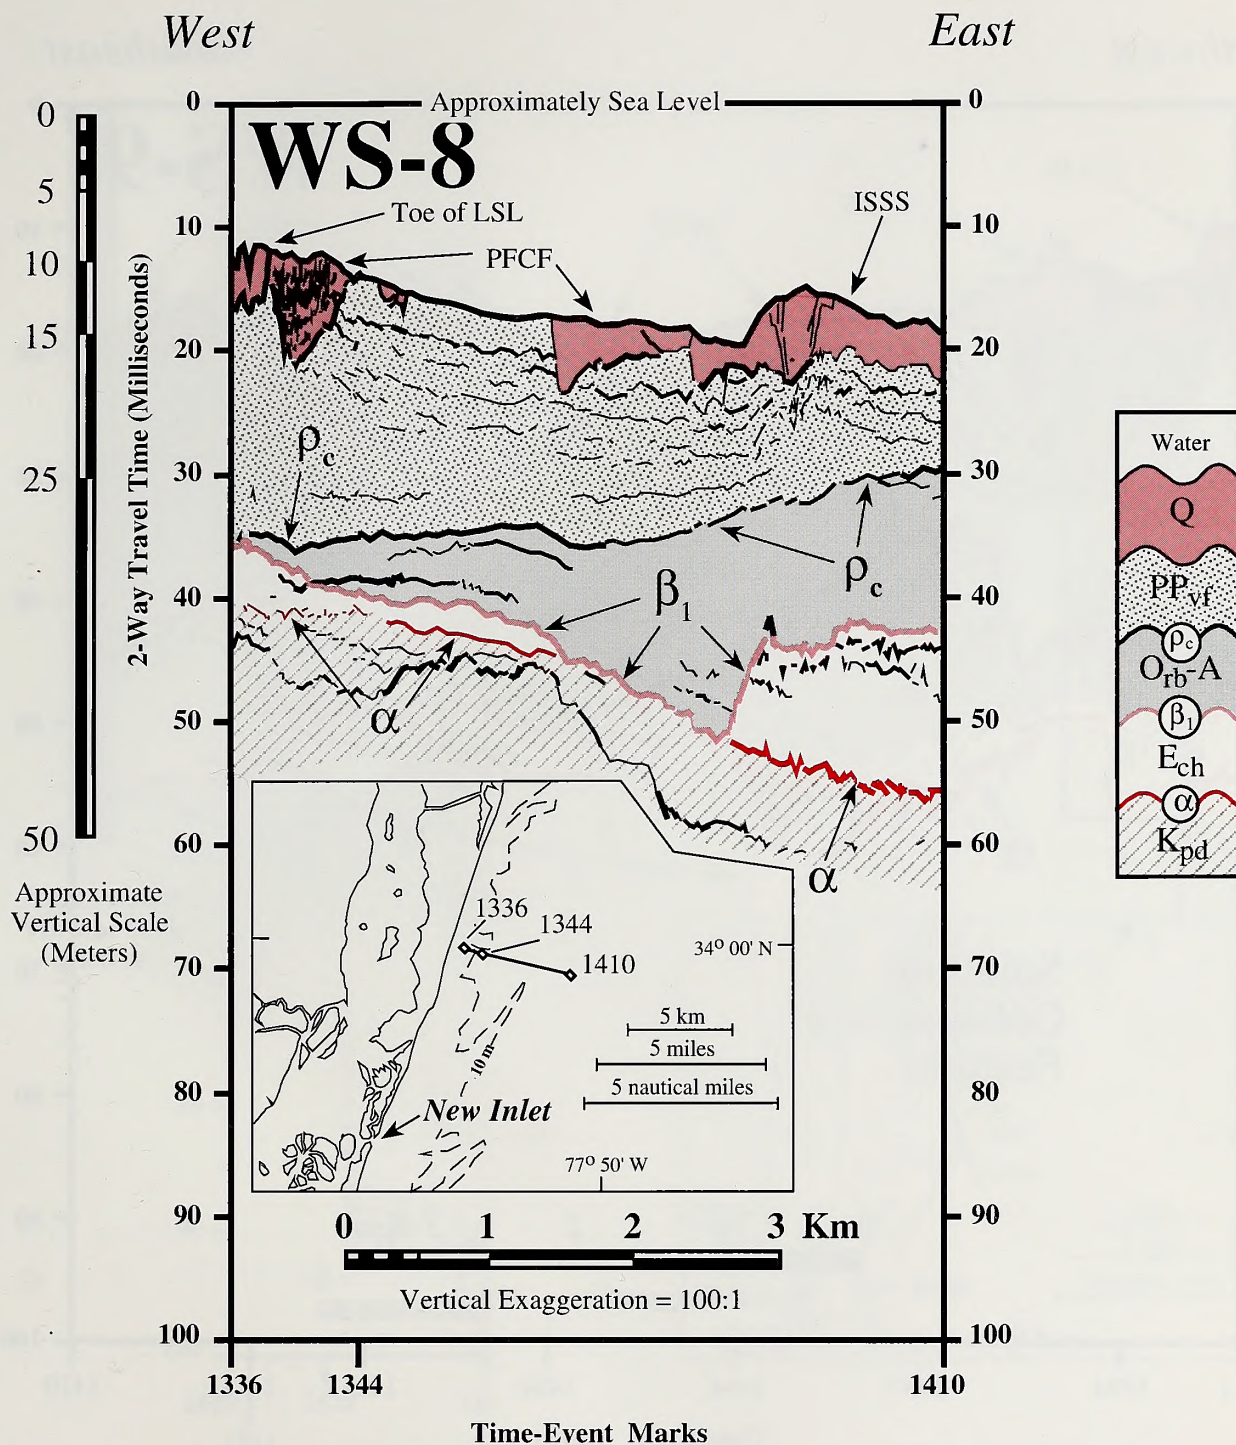 West
East
Approximately Sea Level
WS-8
Toe of LSL
PFCF
ISSS
ρc
ρc
β1
α
α
0
10
20
30
40
50
60
70
80
90
100
0
10
20
30
40
50
60
70
80
90
100
2-Way Travel Time (Milliseconds)
0
5
10
15
25
50
Approximate
Vertical Scale
(Meters)
Water
Q
PPvf
ρc
Orb-A
β1
Ech
α
Kpd
1336
1344
1410
34° 00' N
5 km
5 miles
5 nautical miles
10 m
New Inlet
77° 50' W
0 1 2 3 Km
Vertical Exaggeration = 100:1
1336 1344 1410
Time-Event Marks